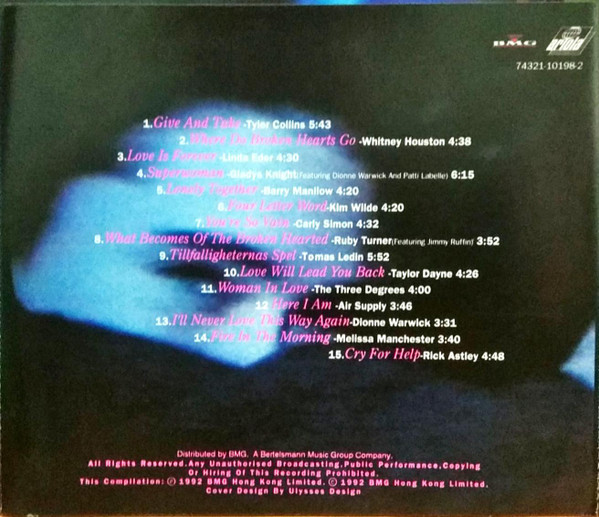 BMG ariola
74321-10198-2
1.Give And Take -Tyler Collins 5:43
2.Where Do Broken Hearts Go -Whitney Houston 4:38
3.Love Is Forever -Linda Eder 4:30
4.Superwoman -Gladys Knight(featuring Dionne Warwick And Patti Labelle) 6:15
5.Lonely Together -Barry Manilow 4:20
6.Four Letter Word-Kim Wilde 4:20
7.You're So Vain -Carly Simon 4:32
8.What Becomes Of The Broken Hearted -Ruby Turner(Featuring Jimmy Ruffin) 3:52
9.Tillfallighleternas Spel -Tomas Ledin 5:52
10.Love Will Lead You Back -Taylor Dayne 4:26
11.Woman In Love -The Three Degrees 4:00
12.Here I Am -Air Supply 3:46
13.I'll Never Love This Way Again-Dionne Warwick 3:31
14.Fire In The Morning -Melissa Manchester 3:40
15.Cry For Help-Rick Astley 4:48
Distributed by BMG. A Bertelsmann Music Group Company.
All Rights Reserved.Any Unauthorised Broadcasting,Public Performance,Copying
Or Hiring Of This Recording Prohibited.
This Compilation: ℗ 1992 BMG Hong Kong Limited. © 1992 BMG Hong Kong Limited.
Cover Design By Ulysses Design